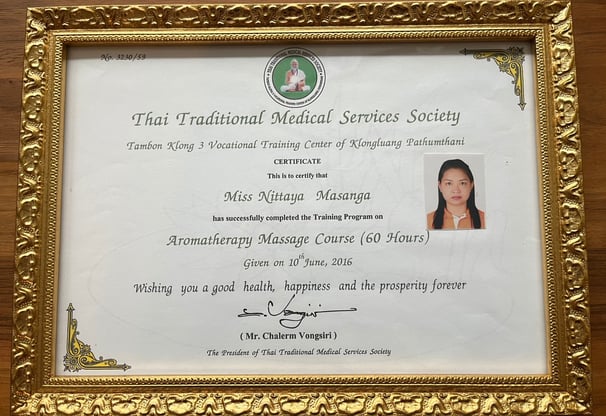 No. 3230/59
Thai Traditional Medical Services Society
Tambon Klong 3 Vocational Training Center of Klongluang Pathumthani
CERTIFICATE
This is to certify that
Miss Nittaya Masanga
has successfully completed the Training Program on
Aromatherapy Massage Course (60 Hours)
Given on 10th June, 2016
Wishing you a good health, happiness and the prosperity forever
( Mr. Chalerm Vongsiri )
The President of Thai Traditional Medical Services Society